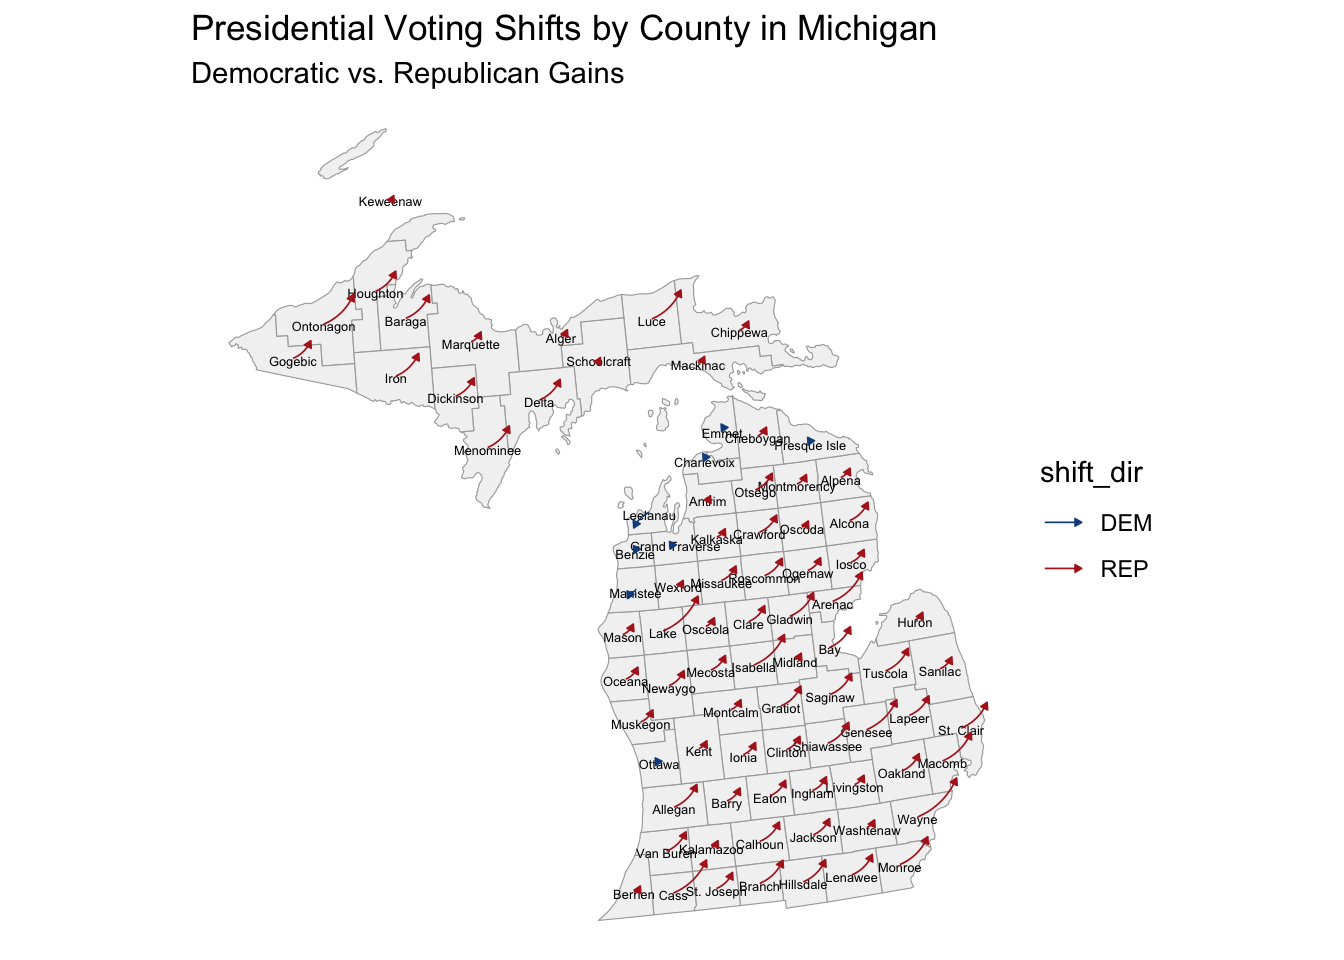 Presidential Voting Shifts by County in Michigan
Democratic vs. Republican Gains
Keweenaw
Houghton
Ontonagon
Baraga
Luce
Chippewa
Marquette
Alger
Gogebic
Schoolcraft
Mackinac
Iron
Dickinson
Delta
Menominee
Emmet
Cheboygan
Presque Isle
Charlevoix
Antrim
Otsego
Montmorency
Alpena
Leelanau
Grand Traverse
Kalkaska
Crawford
Oscoda
Alcona
Benzie
Manistee
Wexford
Missaukee
Roscommon
Ogemaw
Iosco
Arenac
Mason
Lake
Osceola
Clare
Gladwin
Huron
Bay
Oceana
Newaygo
Mecosta
Isabella
Midland
Tuscola
Sanilac
Saginaw
Muskegon
Montcalm
Gratiot
Genesee
Lapeer
St. Clair
Ottawa
Kent
Ionia
Clinton
Shiawassee
Oakland
Macomb
Allegan
Barry
Eaton
Ingham
Livingston
Wayne
Van Buren
Kalamazoo
Calhoun
Jackson
Washtenaw
Monroe
Berrien
Cass
St. Joseph
Branch
Hillsdale
Lenawee
shift_dir
DEM
REP